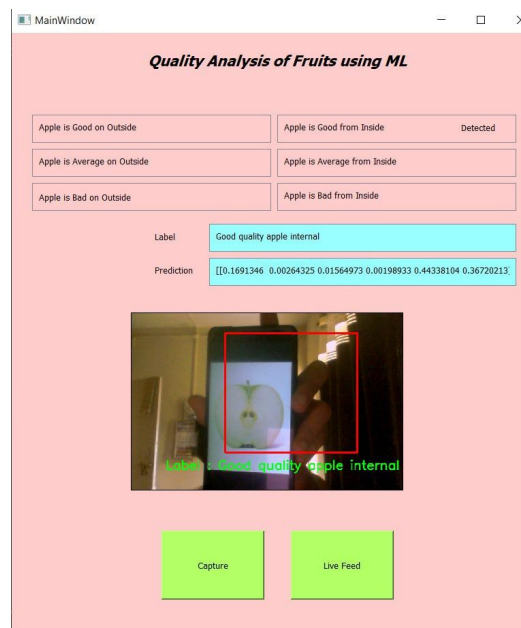 MainWindow
Quality Analysis of Fruits using ML
Apple is Good on Outside
Apple is Good from Inside Detected
Apple is Average on Outside
Apple is Average from Inside
Apple is Bad on Outside
Apple is Bad from Inside
Label Good quality apple internal
Prediction [[0.1691346 0.00264325 0.01564973 0.00198933 0.44338104 0.36720213]
Label : Good quality apple internal
Capture Live Feed